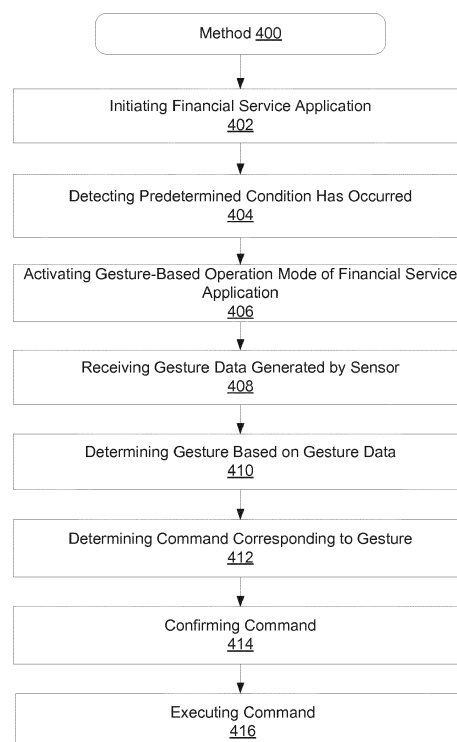 Method 400
Initiating Financial Service Application
402
Detecting Predetermined Condition Has Occurred
404
Activating Gesture-Based Operation Mode of Financial Service
Application
406
Receiving Gesture Data Generated by Sensor
408
Determining Gesture Based on Gesture Data
410
Determining Command Corresponding to Gesture
412
Confirming Command
414
Executing Command
416